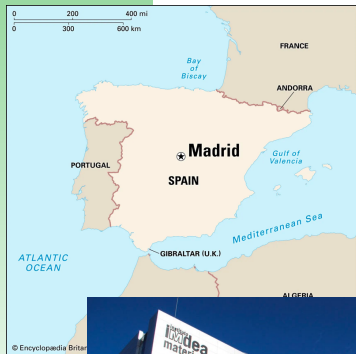 0 200 400 mi
0 300 600 km
FRANCE
Bay
of
Biscay
ANDORRA
Madrid
PORTUGAL
SPAIN
Gulf of
Valencia
Mediterranean Sea
ATLANTIC
OCEAN
GIBRALTAR (U.K.)
ALGERIA
© Encyclopædia Britan
imdea
mater